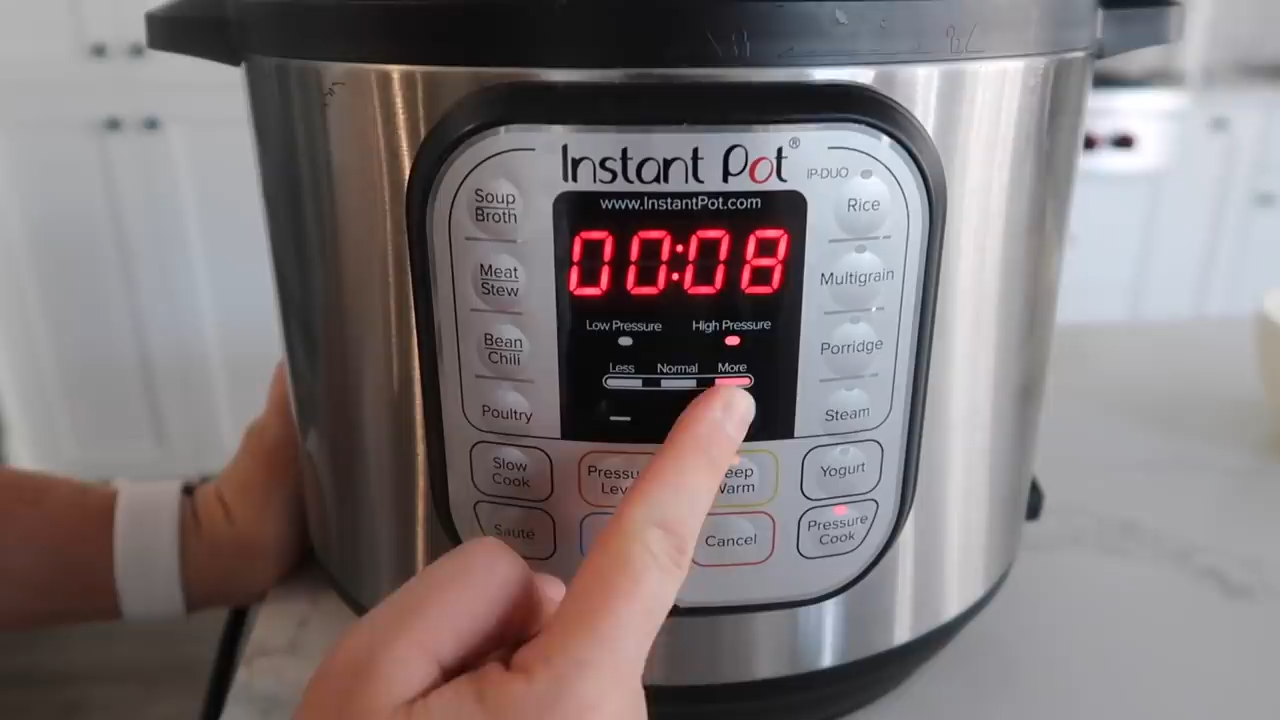 Instant Pot®
IP-DUO
www.InstantPot.com
00:08
Low Pressure
High Pressure
Less
Normal
More
Soup
Broth
Meat
Stew
Bean
Chili
Poultry
Slow
Cook
Sauté
Rice
Multigrain
Porridge
Steam
Yogurt
Pressure
Cook
Cancel